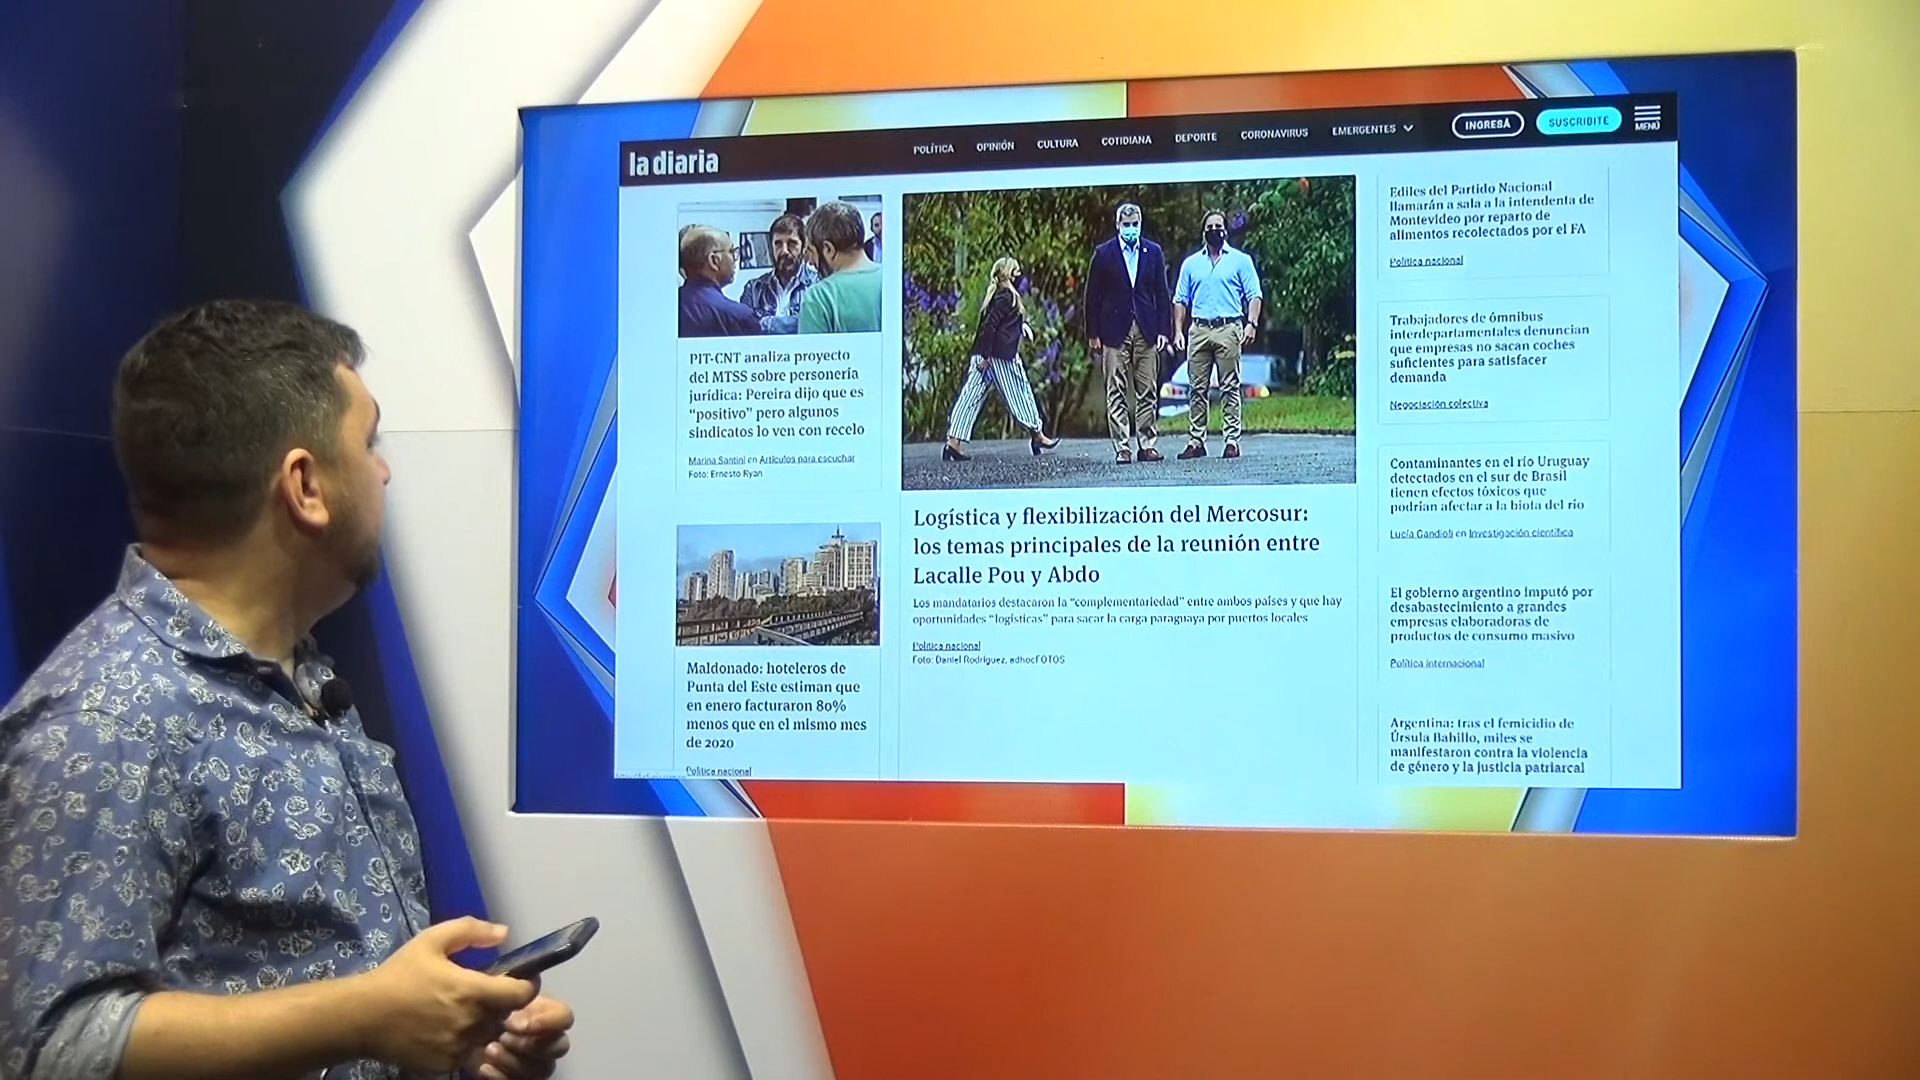 la diaria
POLÍTICA
OPINIÓN
CULTURA
COTIDIANA
DEPORTE
CORONAVIRUS
EMERGENTES
INGRESÁ
SUSCRIBITE
MENÚ
PIT-CNT analiza proyecto
del MTSS sobre personería
jurídica: Pereira dijo que es
“positivo” pero algunos
sindicatos lo ven con recelo
Marina Santini en Artículos para escuchar
Foto: Ernesto Ryan
Maldonado: hoteleros de
Punta del Este estiman que
en enero facturaron 80%
menos que en el mismo mes
de 2020
Política nacional
Logística y flexibilización del Mercosur:
los temas principales de la reunión entre
Lacalle Pou y Abdo
Los mandatarios destacaron la “complementariedad” entre ambos países y que hay
oportunidades “logísticas” para sacar la carga paraguaya por puertos locales
Política nacional
Foto: Daniel Rodríguez, adhocFOTOS
Ediles del Partido Nacional
llamarán a sala a la intendenta de
Montevideo por reparto de
alimentos recolectados por el FA
Política nacional
Trabajadores de ómnibus
interdepartamentales denuncian
que empresas no sacan coches
suficientes para satisfacer
demanda
Negociación colectiva
Contaminantes en el río Uruguay
detectados en el sur de Brasil
tienen efectos tóxicos que
podrían afectar a la biota del río
Lucía Gandioli en Investigación científica
El gobierno argentino imputó por
desabastecimiento a grandes
empresas elaboradoras de
productos de consumo masivo
Política internacional
Argentina: tras el femicidio de
Úrsula Bahillo, miles se
manifestaron contra la violencia
de género y la justicia patriarcal